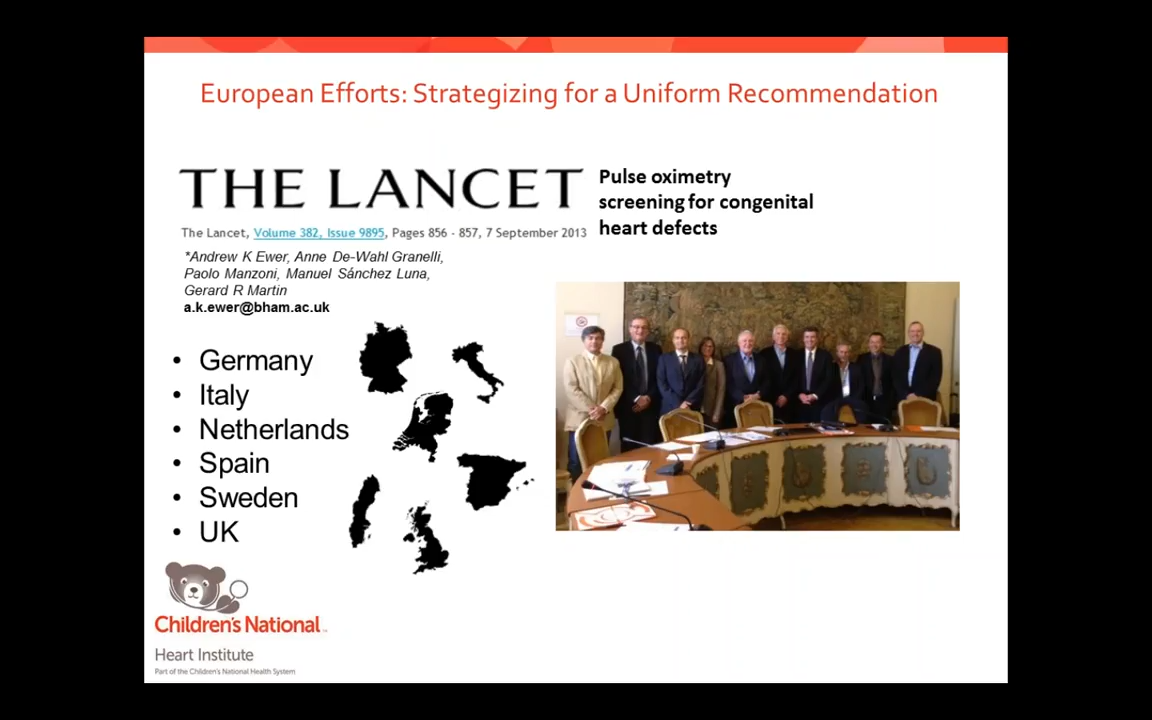 European Efforts: Strategizing for a Uniform Recommendation
THE LANCET
The Lancet, Volume 382, Issue 9895, Pages 856 - 857, 7 September 2013
Pulse oximetry
screening for congenital
heart defects
*Andrew K Ewer, Anne De-Wahl Granelli,
Paolo Manzoni, Manuel Sánchez Luna,
Gerard R Martin
a.k.ewer@bham.ac.uk
• Germany
• Italy
• Netherlands
• Spain
• Sweden
• UK
Children's National™
Heart Institute
Part of the Children's National Health System